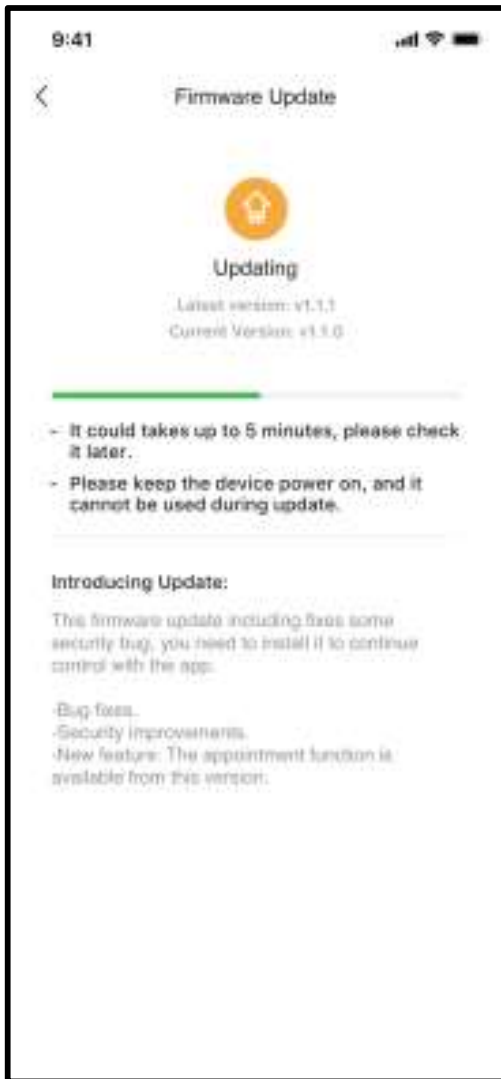 9:41
Firmware Update
Updating
Latest version: v1.1.1
Current Version: v1.1.0
- It could takes up to 5 minutes, please check
it later.
- Please keep the device power on, and it
cannot be used during update.
Introducing Update:
This firmware update including fixes some
security bug, you need to install it to continue
control with the app.
-Bug fixes.
-Security improvements.
-New feature: The appointment function is
available from this version.